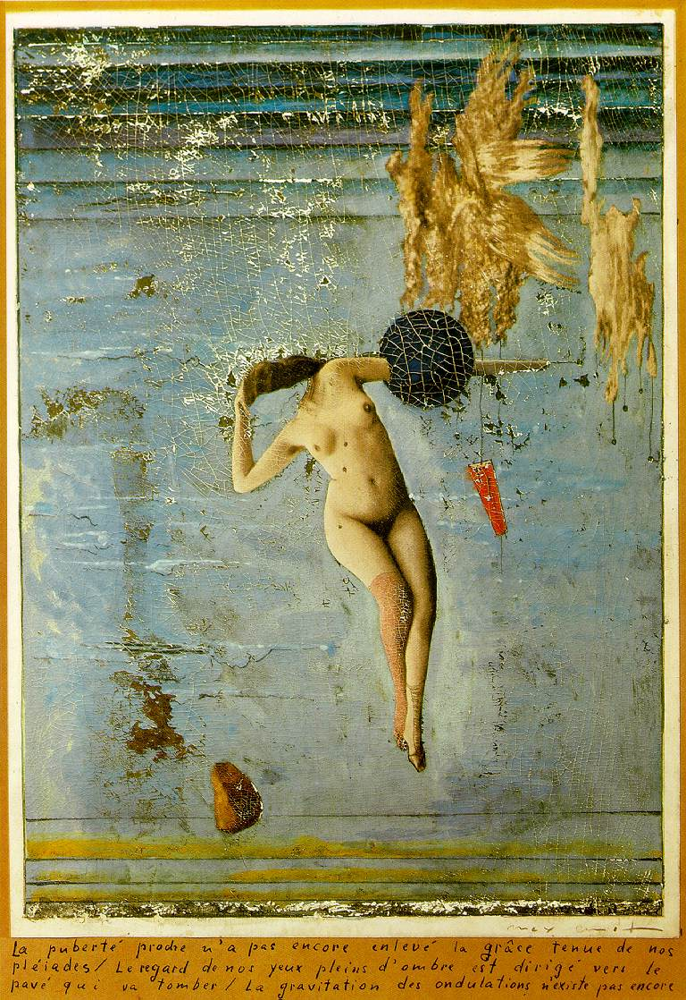 max ernst
La puberté proche n'a pas encore enlevé la grâce tenue de nos
pléiades / Le regard de nos yeux pleins d'ombre est dirigé vers le
pavé qui va tomber / La gravitation des ondulations n'existe pas encore